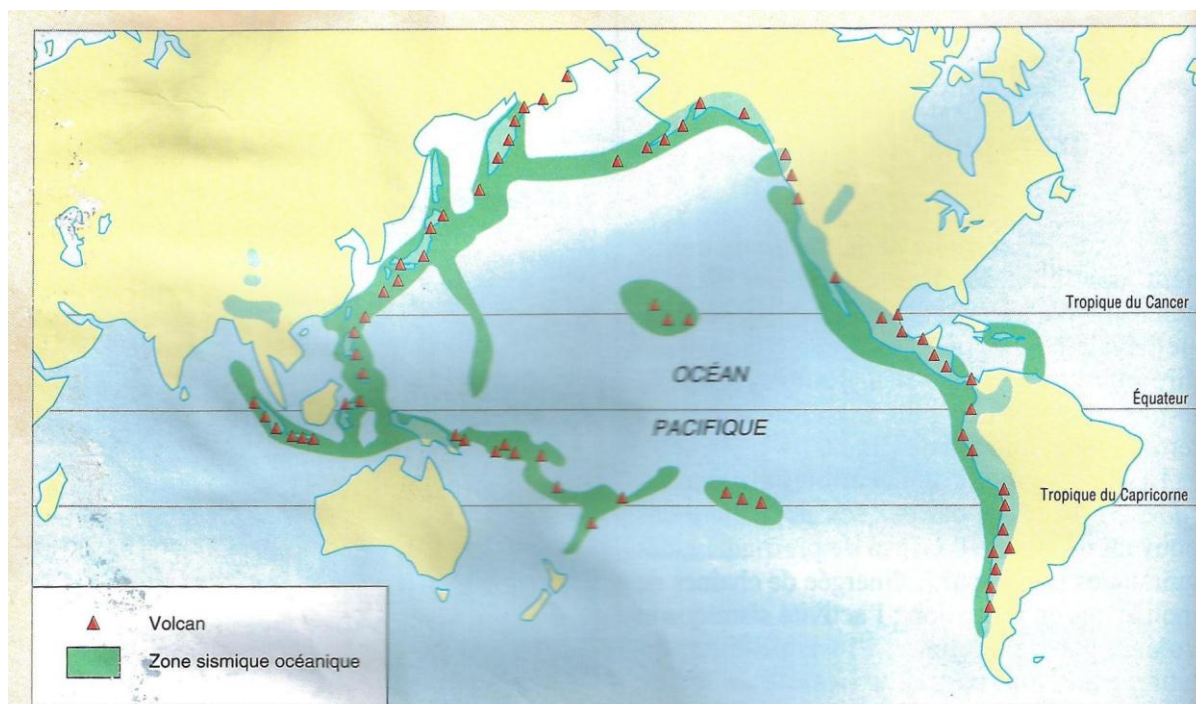 Tropique du Cancer
OCÉAN
Équateur
PACIFIQUE
Tropique du Capricorne
Volcan
Zone sismique océanique